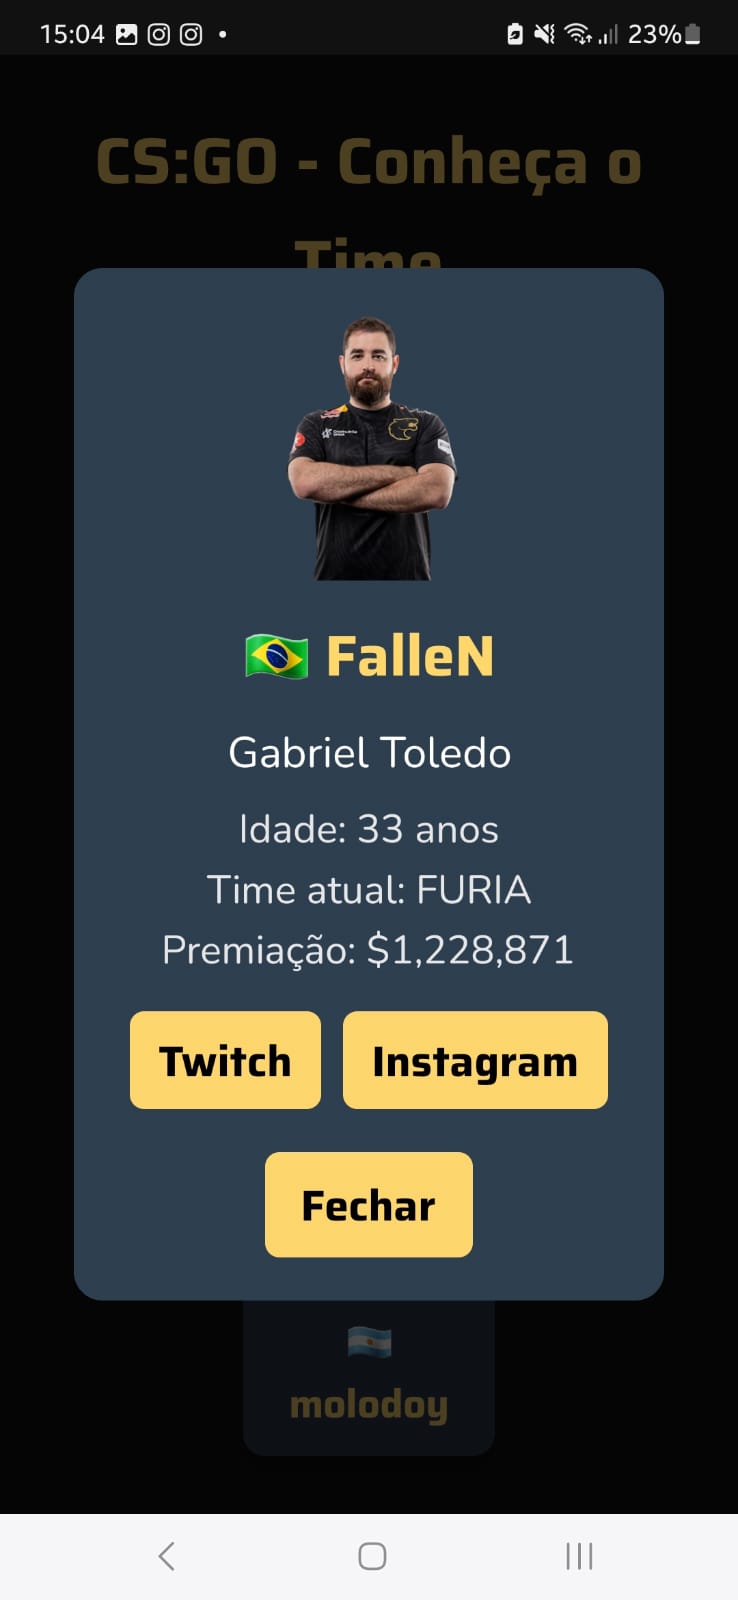 15:04
23%
CS:GO - Conheça o
Time
FalleN
Gabriel Toledo
Idade: 33 anos
Time atual: FURIA
Premiação: $1,228,871
Twitch
Instagram
Fechar
molodoy